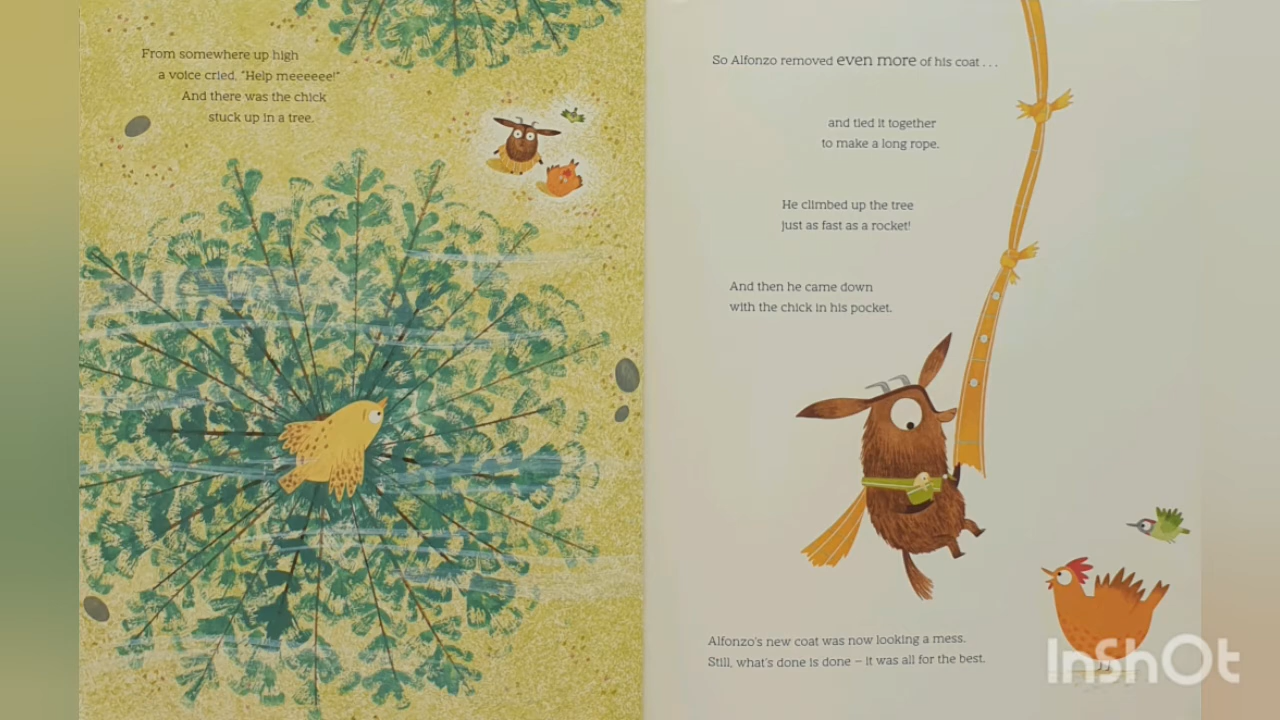 From somewhere up high
a voice cried, "Help meeeeee!"
And there was the chick
stuck up in a tree.
So Alfonzo removed even more of his coat . . .
and tied it together
to make a long rope.
He climbed up the tree
just as fast as a rocket!
And then he came down
with the chick in his pocket.
Alfonzo's new coat was now looking a mess.
Still, what's done is done – it was all for the best.
InshOt